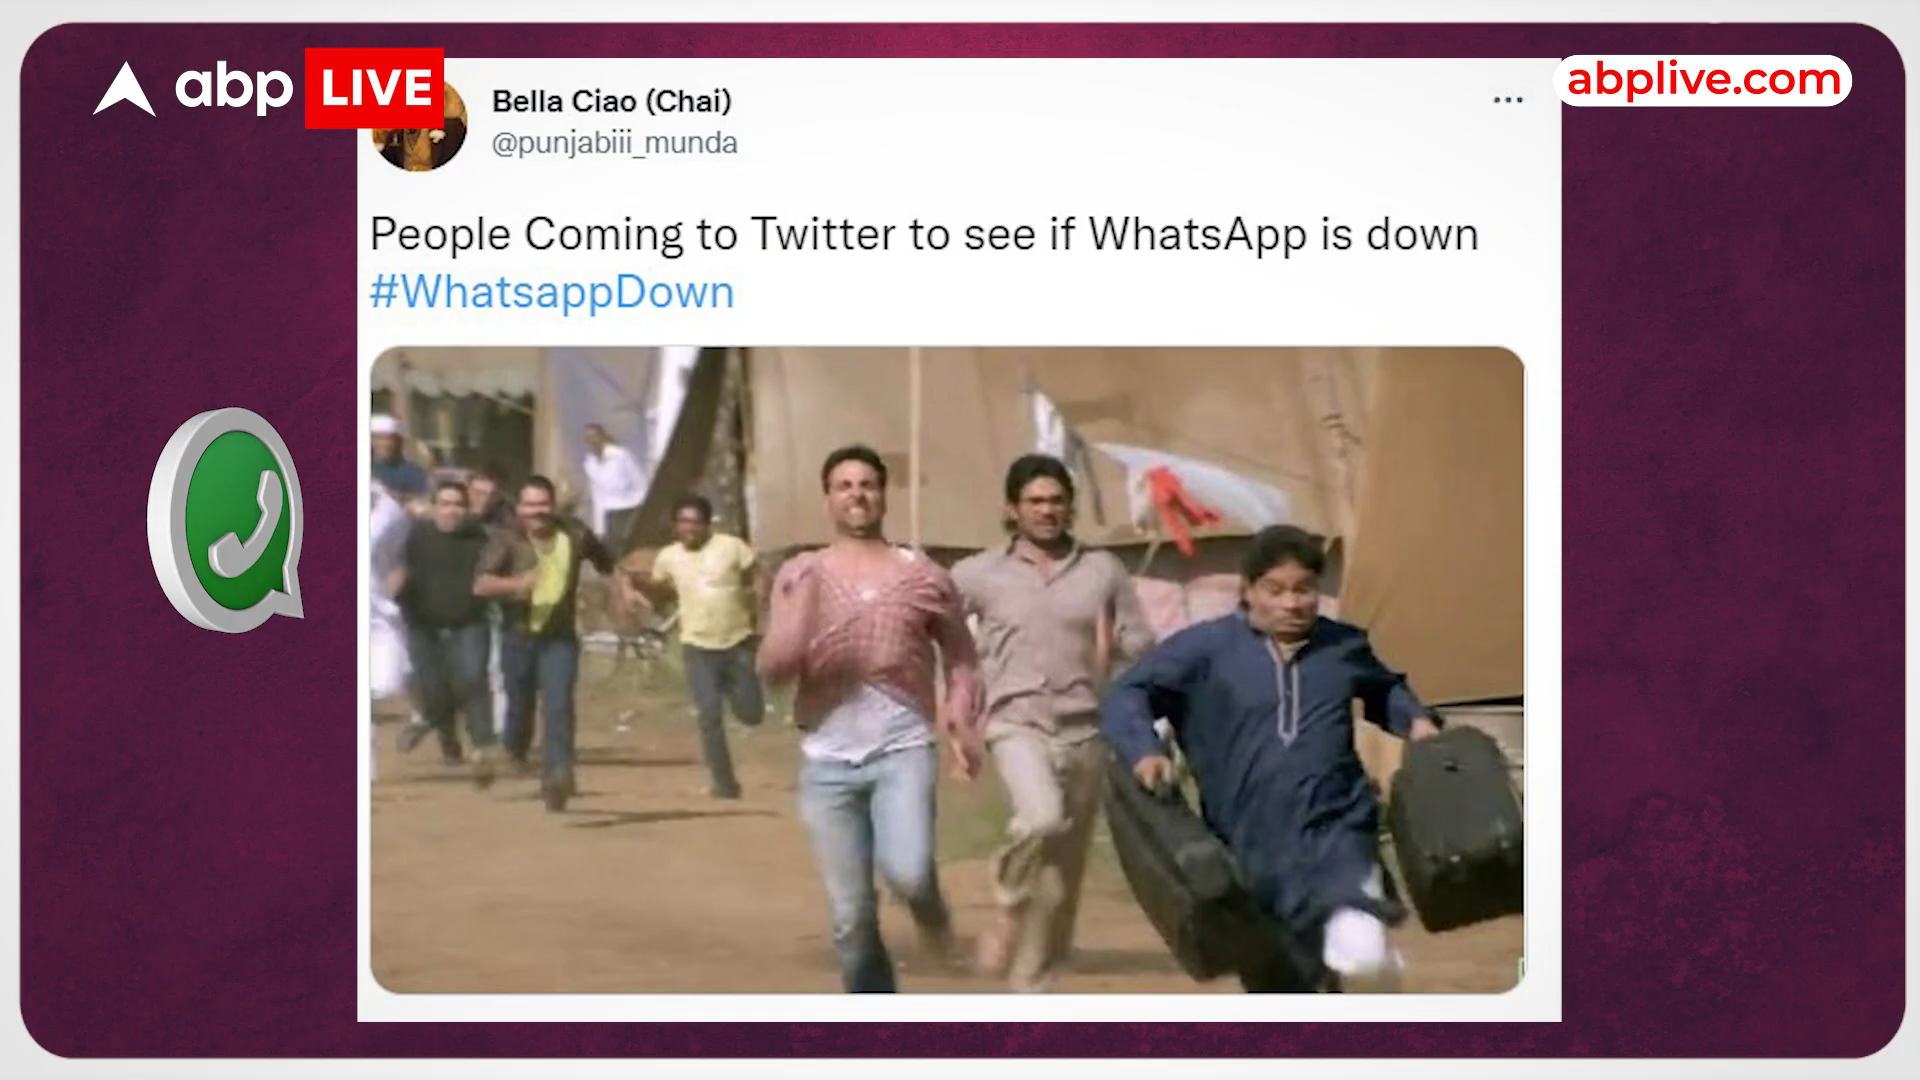 abp LIVE
abplive.com
Bella Ciao (Chai)
@punjabiii_munda
People Coming to Twitter to see if WhatsApp is down
#WhatsappDown